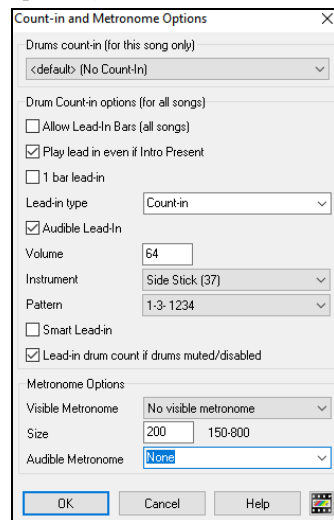 Count-in and Metronome Options
Drums count-in (for this song only)
<default> (No Count-In)
Drum Count-in options (for all songs)
Allow Lead-In Bars (all songs)
Play lead in even if Intro Present
1 bar lead-in
Lead-in type Count-in
Audible Lead-In
Volume 64
Instrument Side Stick (37)
Pattern 1-3- 1234
Smart Lead-in
Lead-in drum count if drums muted/disabled
Metronome Options
Visible Metronome No visible metronome
Size 200 150-800
Audible Metronome None
OK Cancel Help